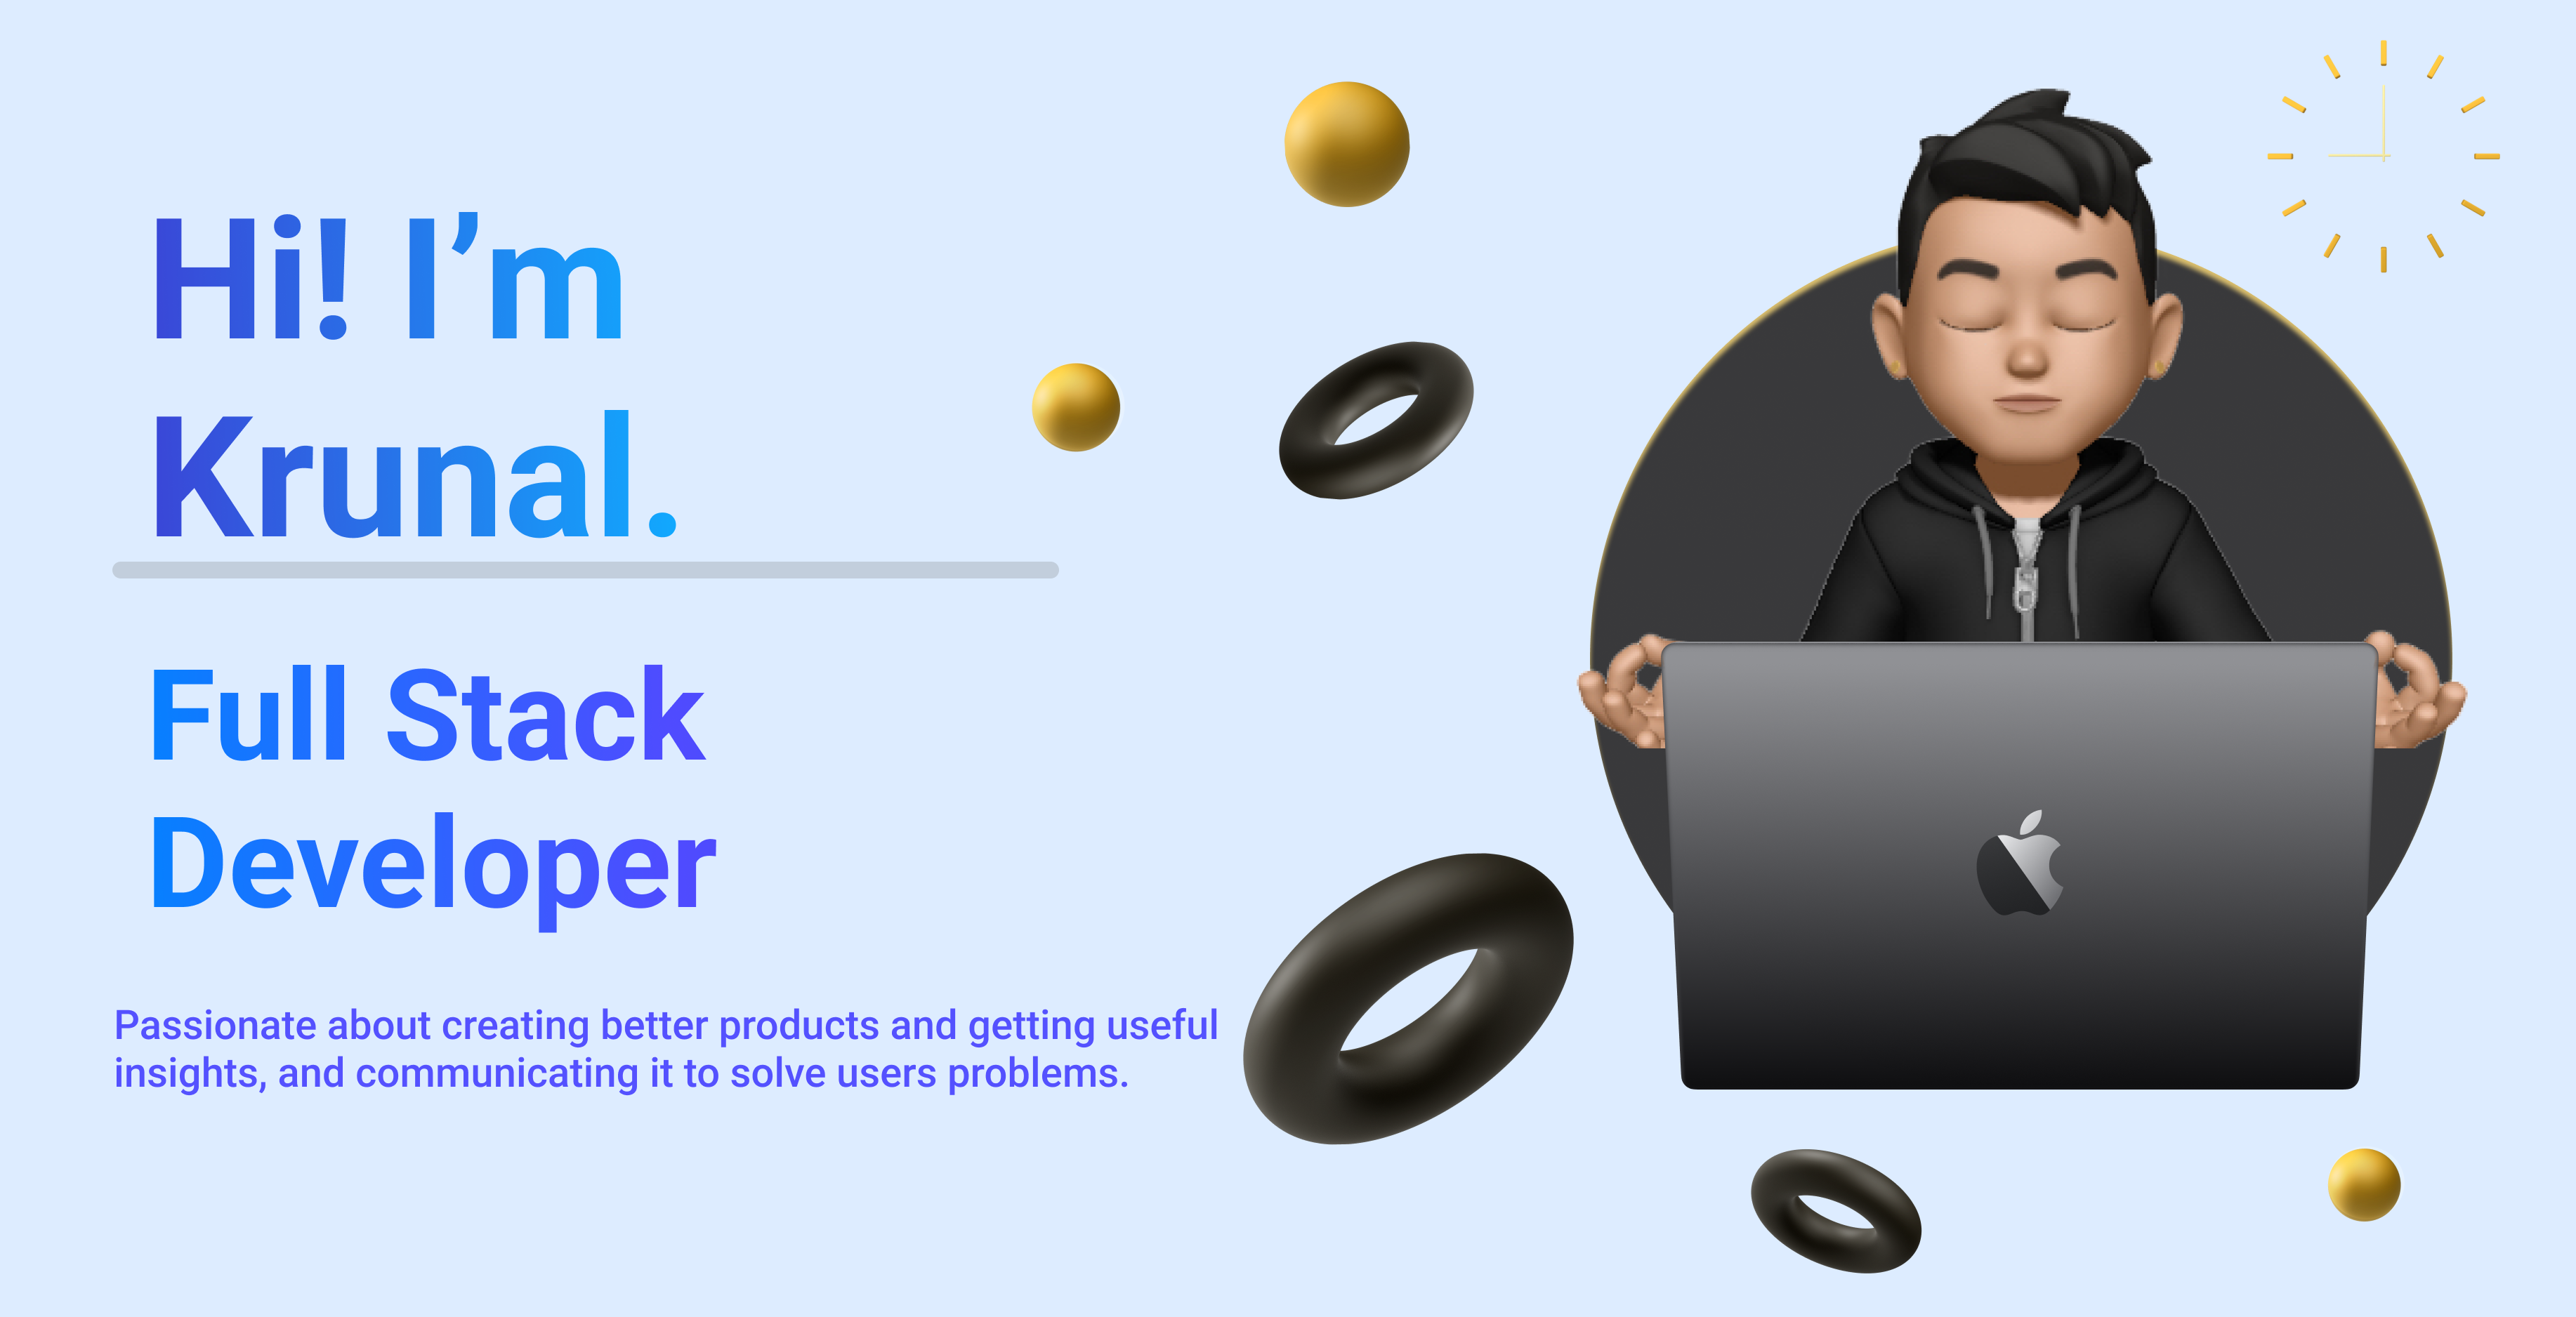 Hi! I’m
Krunal.
Full Stack
Developer
Passionate about creating better products and getting useful
insights, and communicating it to solve users problems.